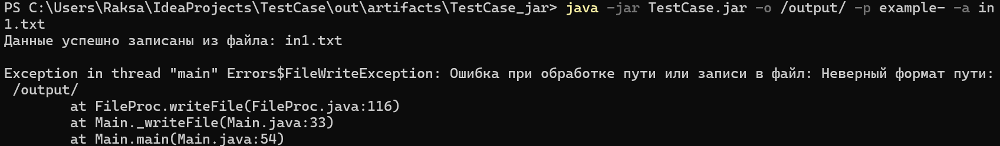 PS C:\Users\Raksa\IdeaProjects\TestCase\out\artifacts\TestCase_jar> java -jar TestCase.jar -o /output/ -p example- -a in
1.txt
Данные успешно записаны из файла: in1.txt
Exception in thread "main" Errors$FileWriteException: Ошибка при обработке пути или записи в файл: Неверный формат пути:
/output/
at FileProc.writeFile(FileProc.java:116)
at Main._writeFile(Main.java:33)
at Main.main(Main.java:54)